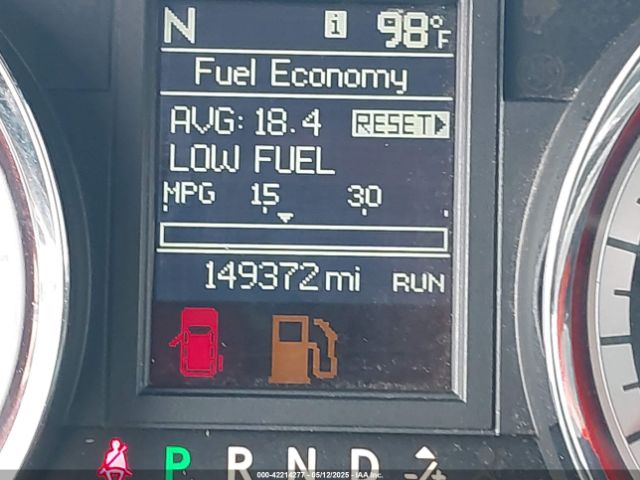 N i 98°F
Fuel Economy
AVG: 18.4 RESET
LOW FUEL
MPG 15 30
149372 mi RUN
P R N D
000-42214277 - 05/12/2025 - IAAI, Inc.